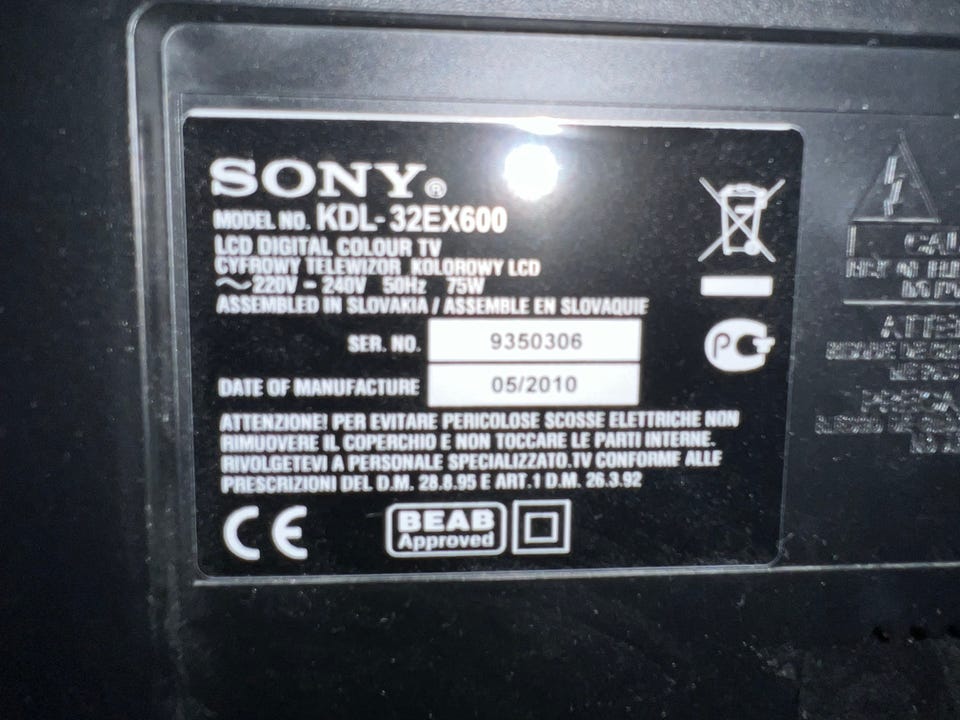 SONY®
MODEL NO. KDL-32EX600
LCD DIGITAL COLOUR TV
CYFROWY TELEWIZOR KOLOROWY LCD
~220V - 240V 50Hz 75W
ASSEMBLED IN SLOVAKIA / ASSEMBLE EN SLOVAQUIE
SER. NO. 9350306
DATE OF MANUFACTURE 05/2010
ATTENZIONE! PER EVITARE PERICOLOSE SCOSSE ELETTRICHE NON
RIMUOVERE IL COPERCHIO E NON TOCCARE LE PARTI INTERNE.
RIVOLGETEVI A PERSONALE SPECIALIZZATO.TV CONFORME ALLE
PRESCRIZIONI DEL D.M. 28.8.95 E ART.1 D.M. 26.3.92
CE
BEAB
Approved